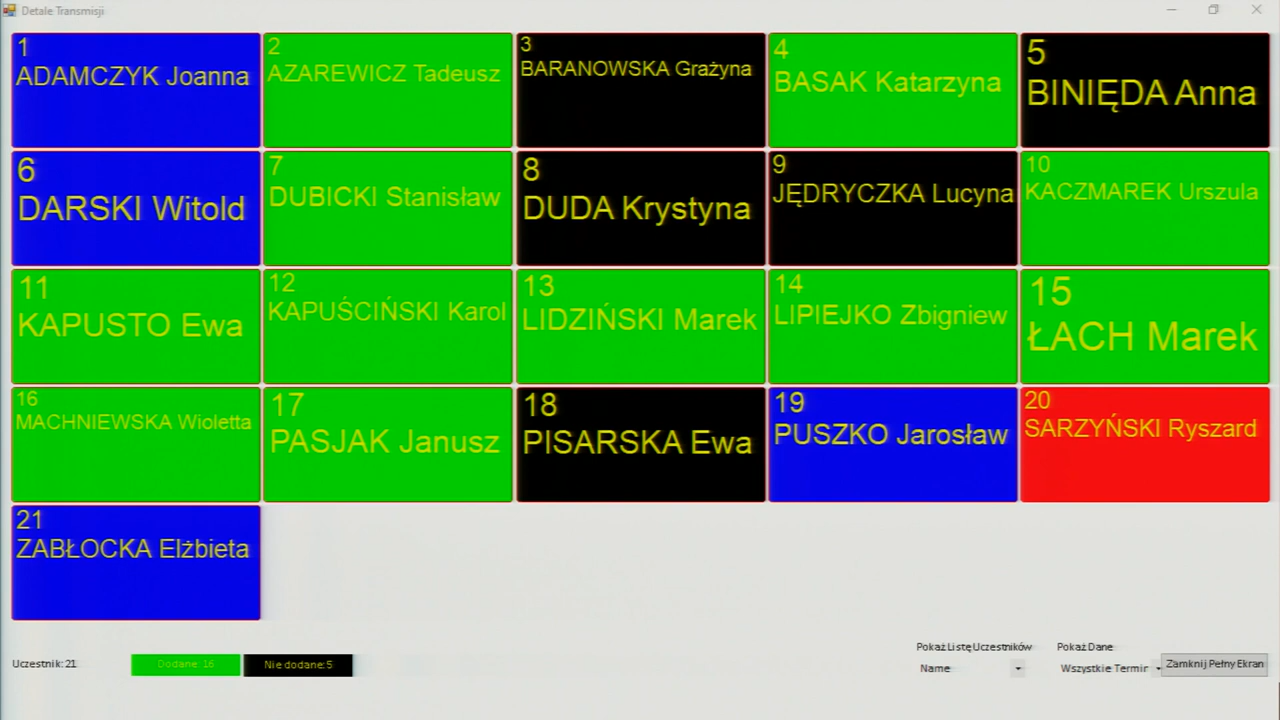 Detale Transmisji
1
ADAMCZYK Joanna
2
AZAREWICZ Tadeusz
3
BARANOWSKA Grażyna
4
BASAK Katarzyna
5
BINIĘDA Anna
6
DARSKI Witold
7
DUBICKI Stanisław
8
DUDA Krystyna
9
JĘDRYCZKA Lucyna
10
KACZMAREK Urszula
11
KAPUSTO Ewa
12
KAPUŚCIŃSKI Karol
13
LIDZIŃSKI Marek
14
LIPIEJKO Zbigniew
15
ŁACH Marek
16
MACHNIEWSKA Wioletta
17
PASJAK Janusz
18
PISARSKA Ewa
19
PUSZKO Jarosław
20
SARZYŃSKI Ryszard
21
ZABŁOCKA Elżbieta
Uczestnik: 21
Dodane: 16
Nie dodane:5
Pokaż Listę Uczestników
Name
Pokaż Dane
Wszystkie Termir
Zamknij Pełny Ekran